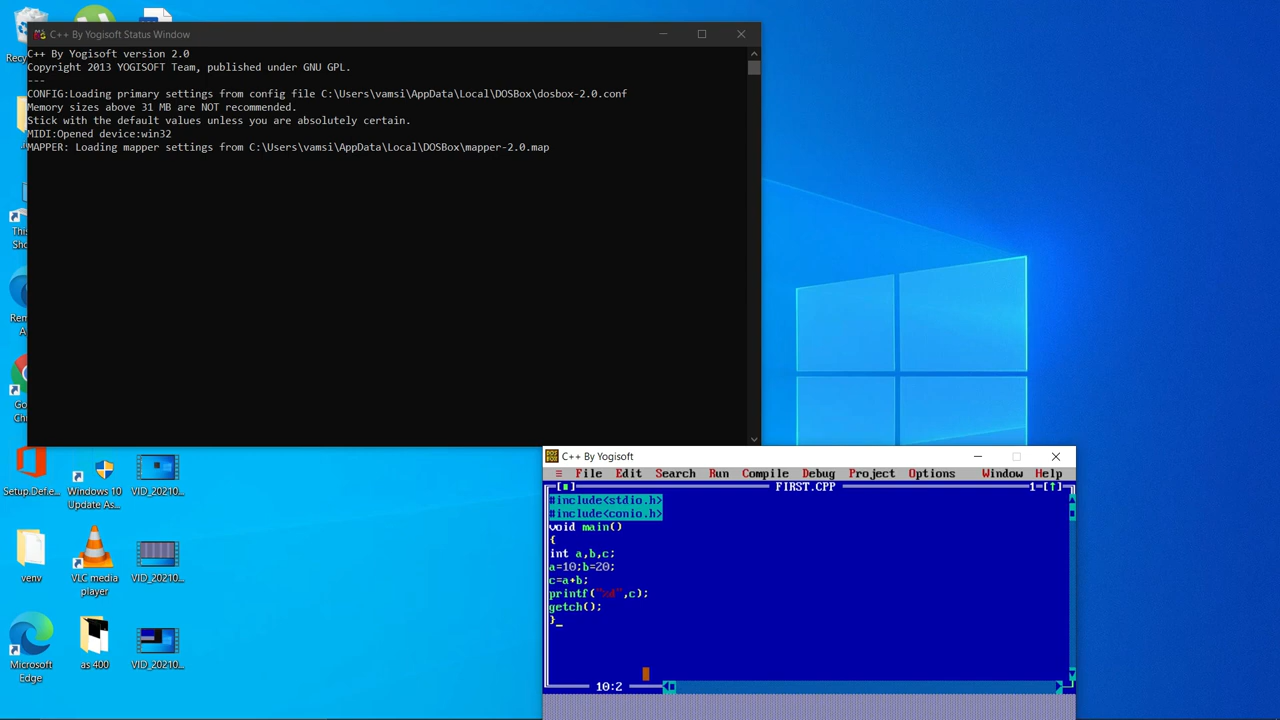 C++ By Yogisoft Status Window
C++ By Yogisoft version 2.0
Copyright 2013 YOGISOFT Team, published under GNU GPL.
---
CONFIG:Loading primary settings from config file C:\Users\vamsi\AppData\Local\DOSBox\dosbox-2.0.conf
Memory sizes above 31 MB are NOT recommended.
Stick with the default values unless you are absolutely certain.
MIDI:Opened device:win32
MAPPER: Loading mapper settings from C:\Users\vamsi\AppData\Local\DOSBox\mapper-2.0.map
C++ By Yogisoft
File Edit Search Run Compile Debug Project Options Window Help
FIRST.CPP 1
#include<stdio.h>
#include<conio.h>
void main()
{
int a,b,c;
a=10;b=20;
c=a+b;
printf("%d",c);
getch();
}
10:2
Setup.Def.e...
Windows 10 Update As...
VID_20210...
venv
VLC media player
VID_20210...
Microsoft Edge
as 400
VID_20210...